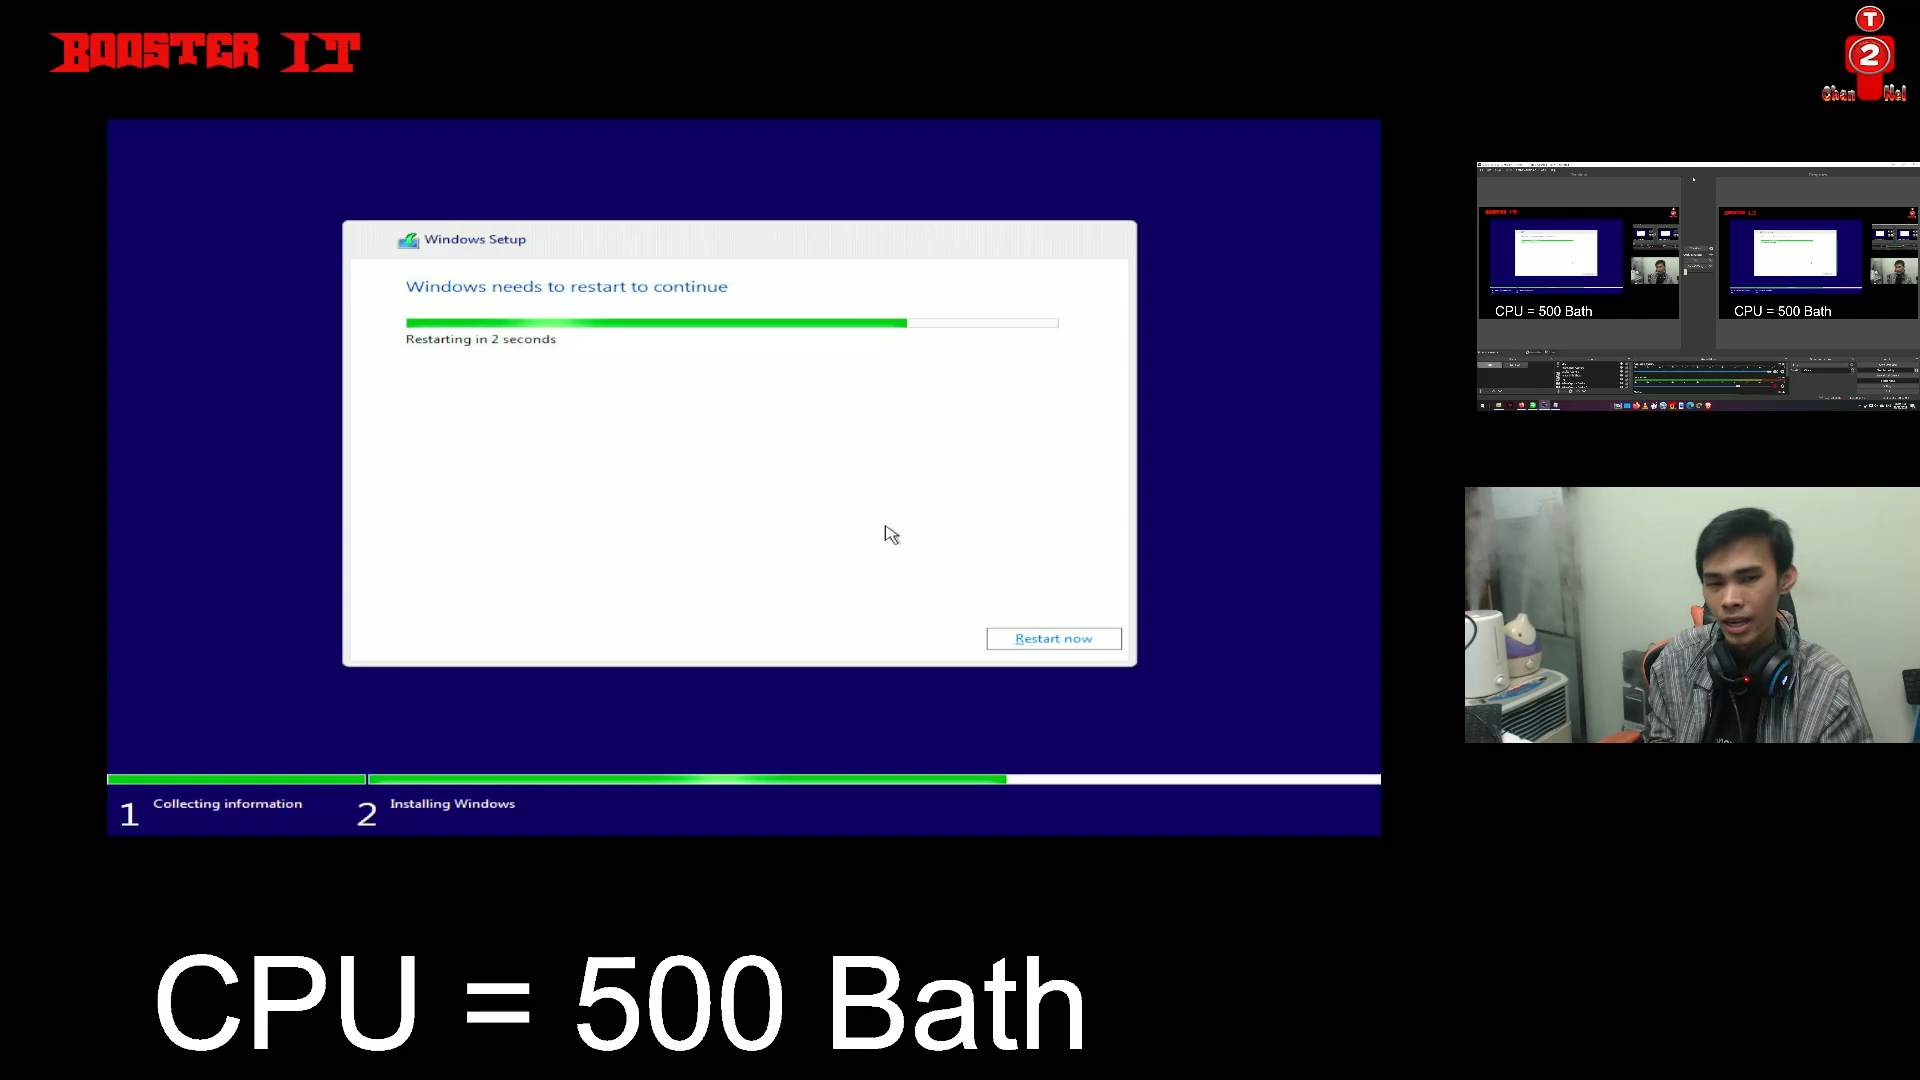 BOOSTER IT
T
2
Chan Nel
Windows Setup
Windows needs to restart to continue
Restarting in 2 seconds
Restart now
1 Collecting information
2 Installing Windows
CPU = 500 Bath
CPU = 500 Bath
CPU = 500 Bath